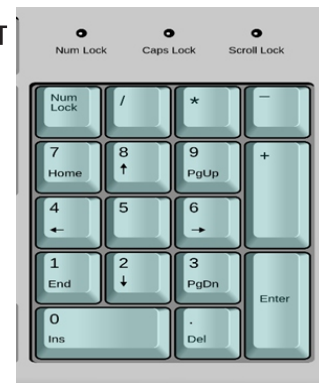 T
Num Lock Caps Lock Scroll Lock
Num Lock / * −
7 Home 8 ↑ 9 PgUp +
4 ← 5 6 →
1 End 2 ↓ 3 PgDn Enter
0 Ins . Del